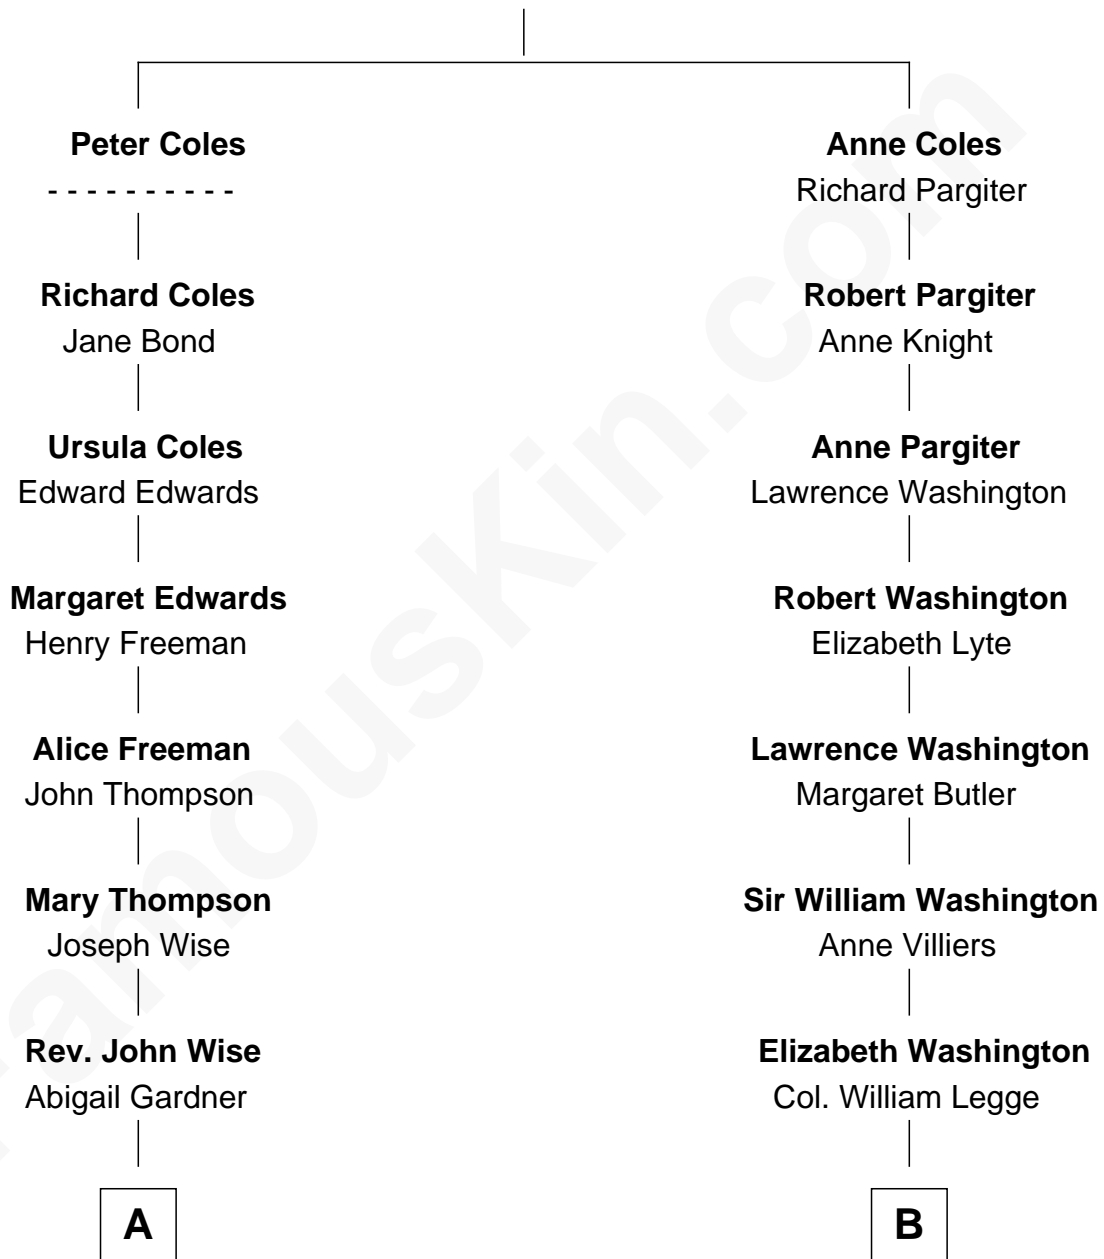 Peter Coles
- - - - - - - - - -
Richard Coles
Jane Bond
Ursula Coles
Edward Edwards
Margaret Edwards
Henry Freeman
Alice Freeman
John Thompson
Mary Thompson
Joseph Wise
Rev. John Wise
Abigail Gardner
A
Anne Coles
Richard Pargiter
Robert Pargiter
Anne Knight
Anne Pargiter
Lawrence Washington
Robert Washington
Elizabeth Lyte
Lawrence Washington
Margaret Butler
Sir William Washington
Anne Villiers
Elizabeth Washington
Col. William Legge
B
FamousKin.com